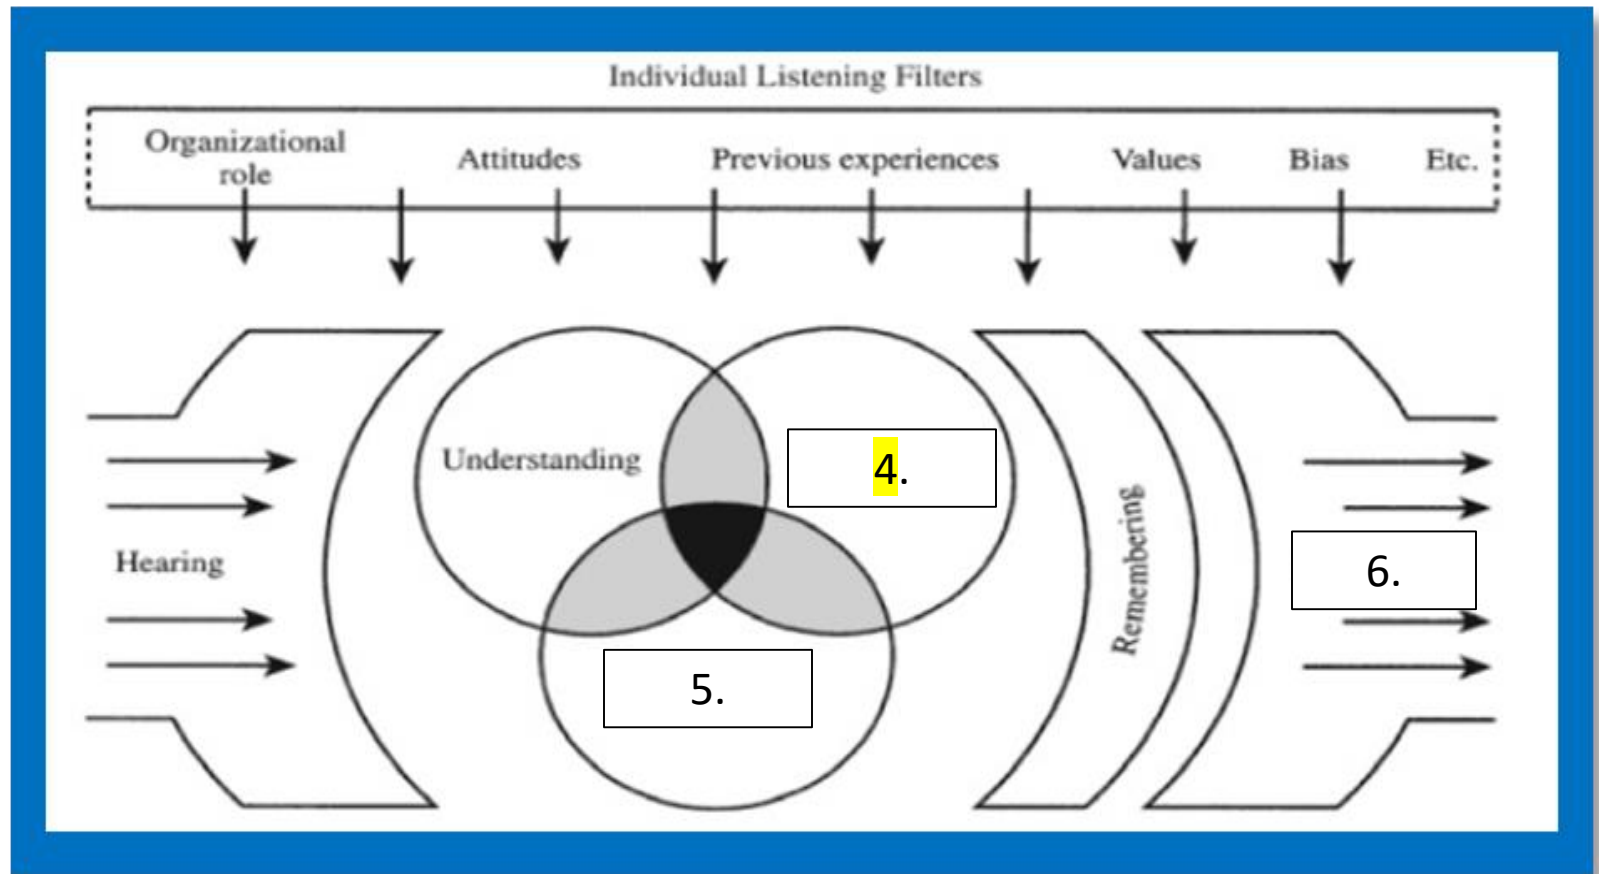 Individual Listening Filters
Organizational
role
Attitudes
Previous experiences
Values
Bias
Etc.
Understanding
4.
Hearing
Remembering
6.
5.